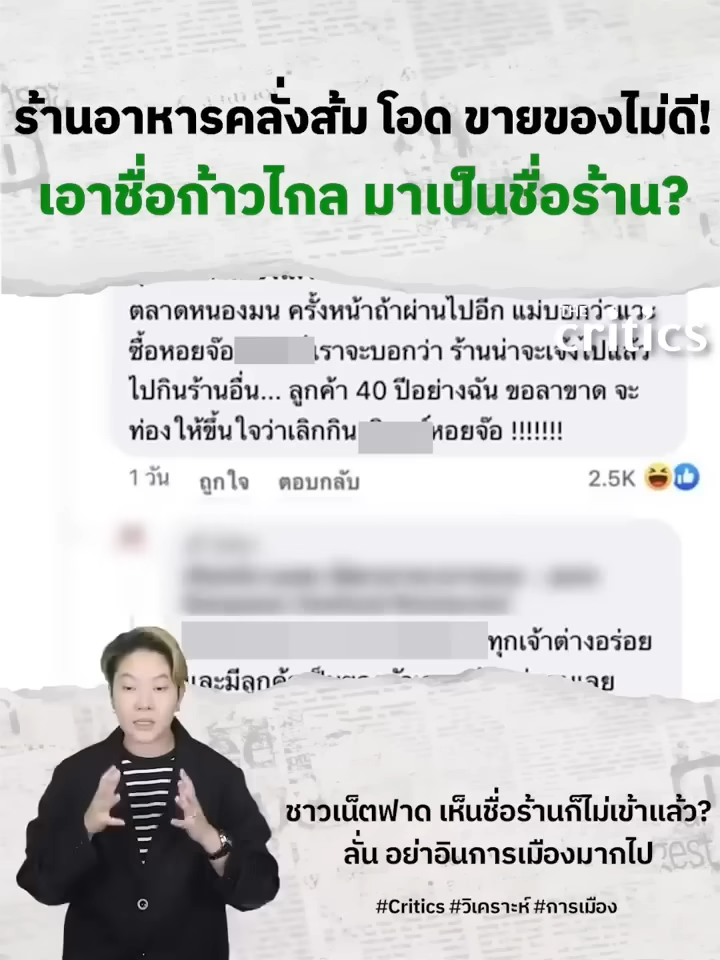 ร้านอาหารคลั่งส้ม โอด ขายของไม่ดี!
เอาชื่อก้าวไกล มาเป็นชื่อร้าน?
ตลาดหนองมน ครั้งหน้าถ้าผ่านไปอีก แม่บอกว่าแวะ
THE
critics
ซื้อหอยจ๊อ เราจะบอกว่า ร้านน่าจะเจ๊งไปแล้ว
ไปกินร้านอื่น... ลูกค้า 40 ปีอย่างฉัน ขอลาขาด จะ
ท่องให้ขึ้นใจว่าเลิกกิน หอยจ๊อ !!!!!!!
1 วัน ถูกใจ ตอบกลับ 2.5K
ทุกเจ้าต่างอร่อย
ชาวเน็ตฟาด เห็นชื่อร้านก็ไม่เข้าแล้ว?
ลั่น อย่าอินการเมืองมากไป
#Critics #วิเคราะห์ #การเมือง